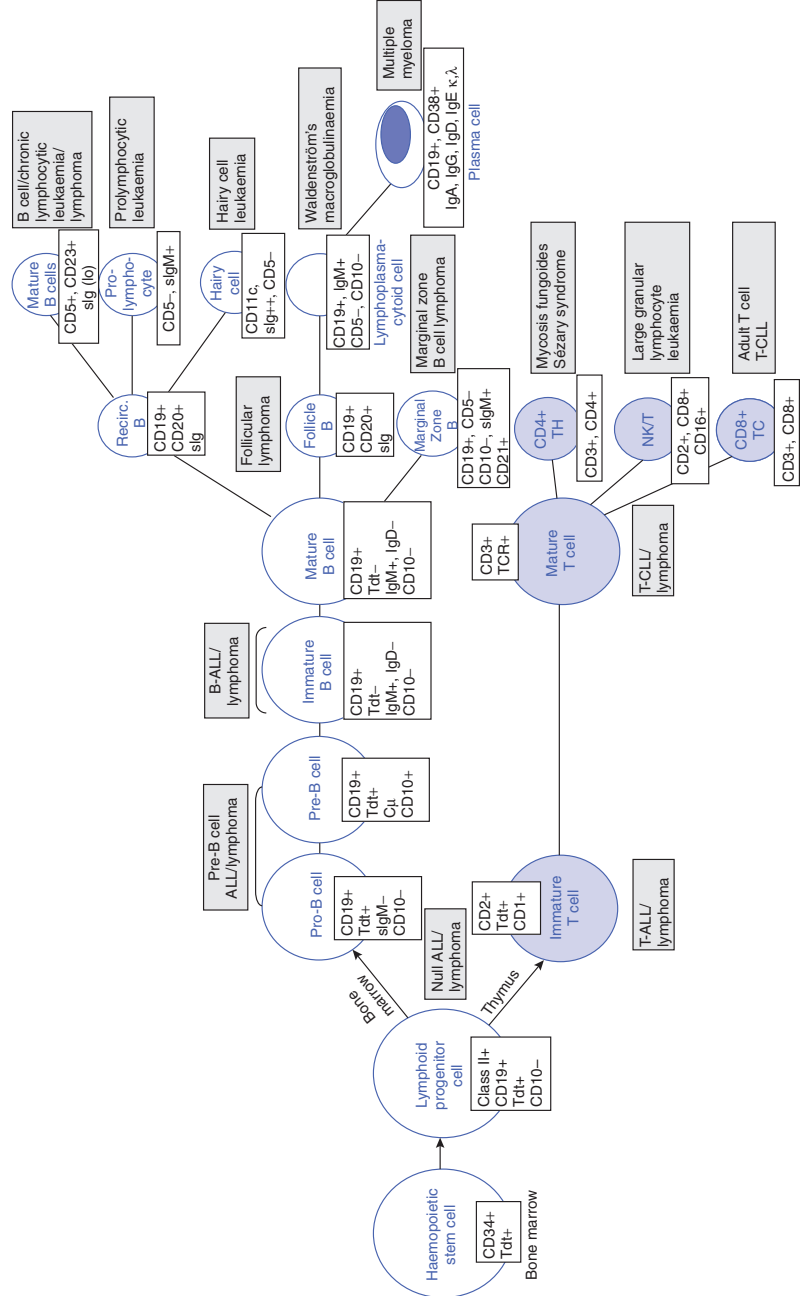 Haemopoietic
stem cell
CD34+
Tdt+
Bone marrow
Lymphoid
progenitor
cell
Class II+
CD19+
Tdt+
CD10–
Bone
marrow
Thymus
Null ALL/
lymphoma
Pre-B cell
ALL/lymphoma
Pro-B cell
CD19+
Tdt+
sIgM–
CD10–
Pre-B cell
CD19+
Tdt+
Cμ
CD10+
B-ALL/
lymphoma
Immature
B cell
CD19+
Tdt–
IgM+, IgD–
CD10–
Mature
B cell
CD19+
Tdt–
IgM+, IgD–
CD10–
Recirc.
B
CD19+
CD20+
sIg
Mature
B cells
CD5+, CD23+
sIg (lo)
B cell/chronic
lymphocytic
leukaemia/
lymphoma
Pro-
lympho-
cyte
CD5–, sIgM+
Prolymphocytic
leukaemia
Hairy
cell
CD11c,
sIg++, CD5–
Hairy cell
leukaemia
Follicular
lymphoma
Follicle
B
CD19+
CD20+
sIg
CD19+, IgM+
CD5–, CD10–
Lymphoplasma-
cytoid cell
Waldenström's
macroglobulinaemia
Multiple
myeloma
CD19+, CD38+
IgA, IgG, IgD, IgE κ,λ
Plasma cell
Marginal
Zone
B
CD19+, CD5–
CD10–, sIgM+
CD21+
Marginal zone
B cell lymphoma
CD2+
Tdt+
CD1+
Immature
T cell
T-ALL/
lymphoma
CD3+
TCR+
Mature
T cell
T-CLL/
lymphoma
CD4+
TH
CD3+, CD4+
Mycosis fungoides
Sézary syndrome
NK/T
CD2+, CD8+
CD16+
Large granular
lymphocyte
leukaemia
CD8+
TC
CD3+, CD8+
Adult T cell
T-CLL